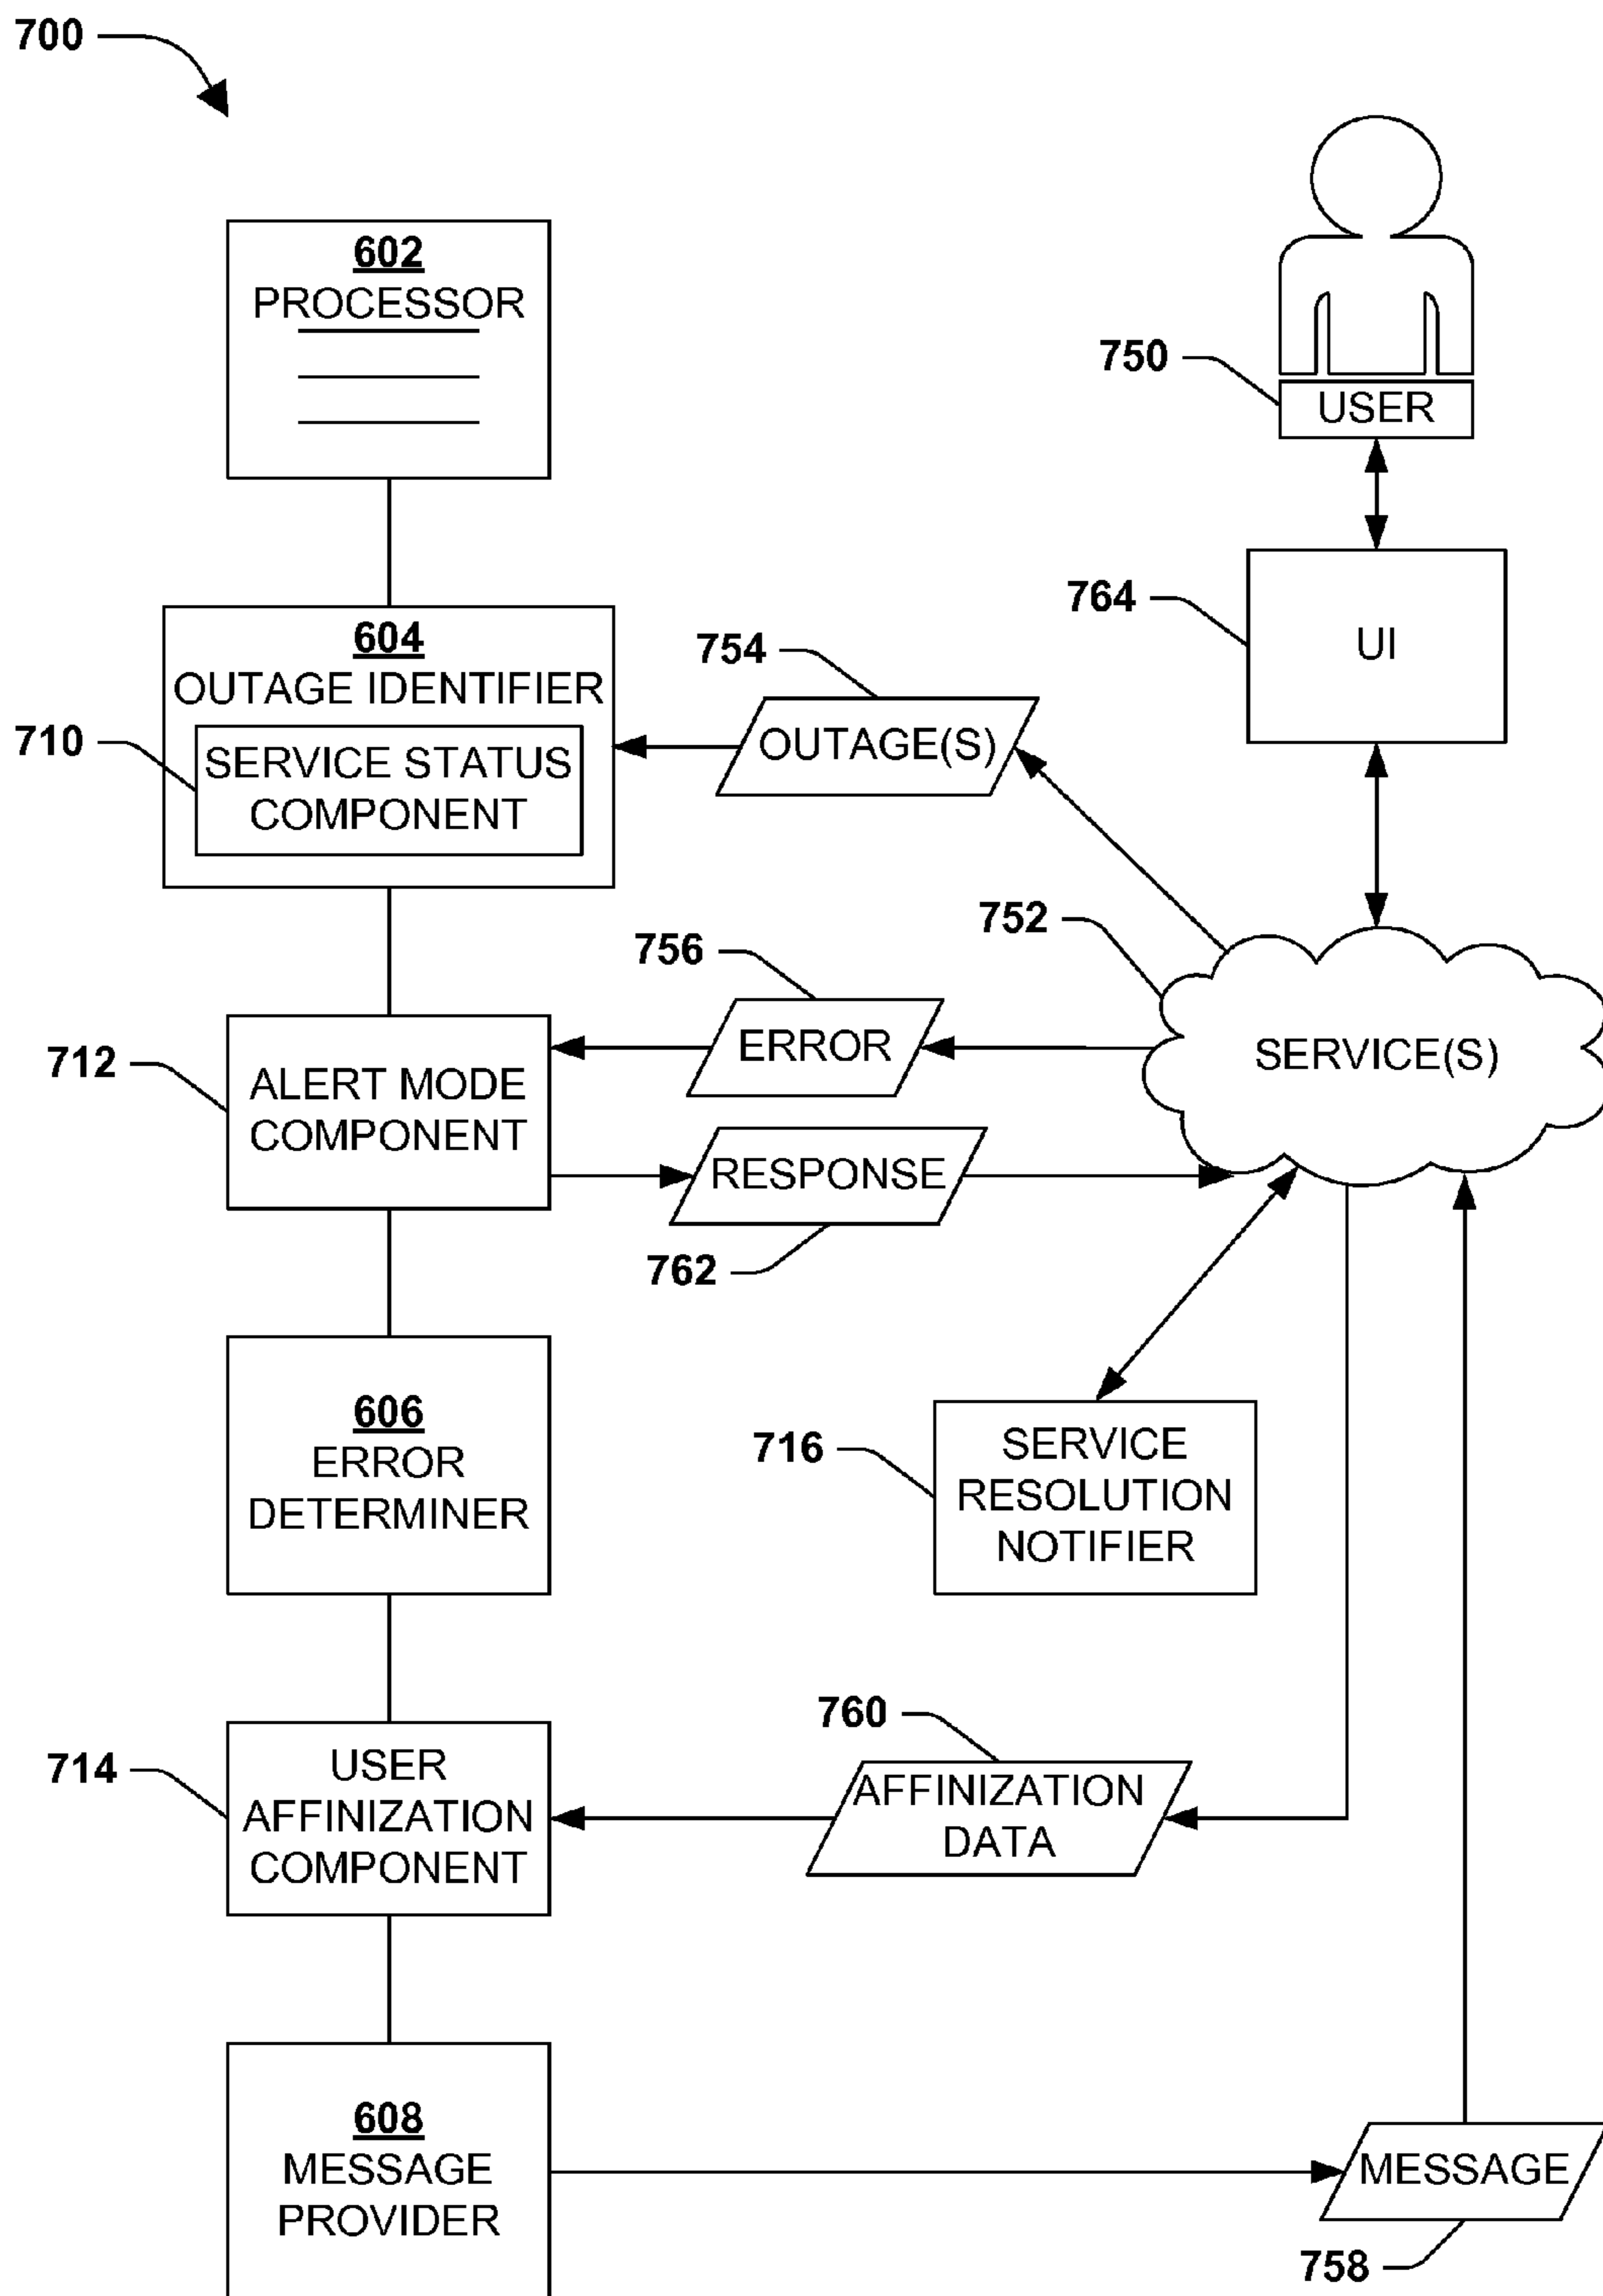 700
602
PROCESSOR
750
USER
764
UI
604
OUTAGE IDENTIFIER
710
SERVICE STATUS
COMPONENT
754
OUTAGE(S)
752
SERVICE(S)
756
ERROR
712
ALERT MODE
COMPONENT
RESPONSE
762
606
ERROR
DETERMINER
716
SERVICE
RESOLUTION
NOTIFIER
714
USER
AFFINIZATION
COMPONENT
760
AFFINIZATION
DATA
608
MESSAGE
PROVIDER
MESSAGE
758